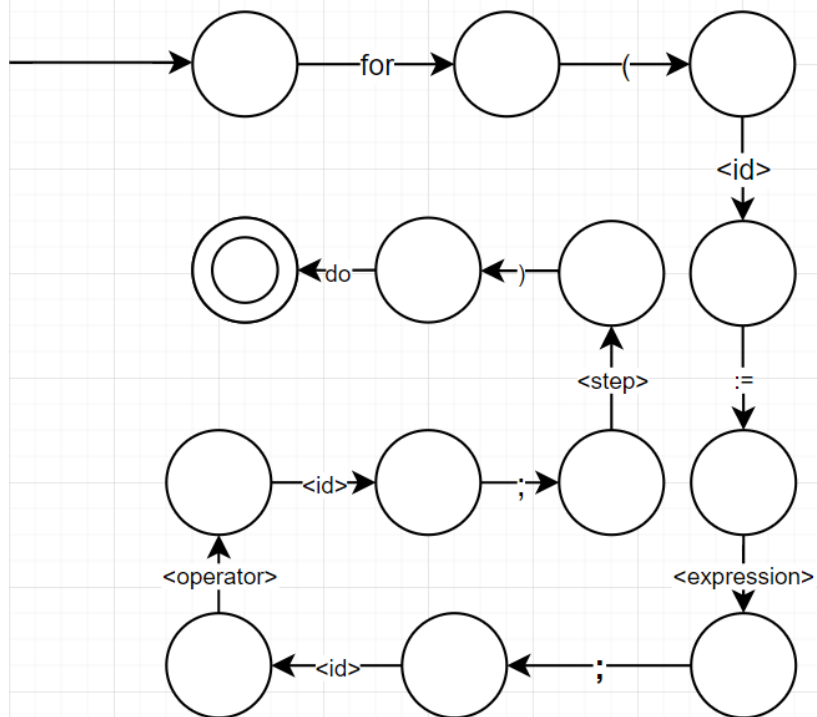 for
(
<id>
:=
<expression>
;
<id>
<operator>
<id>
;
<step>
)
do